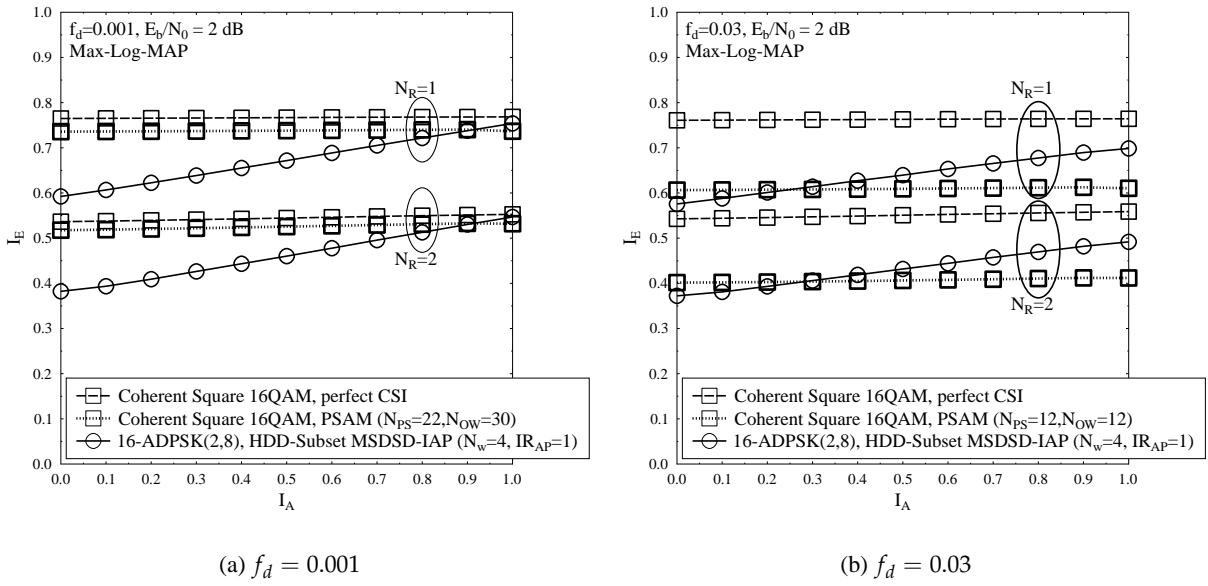 1.0
0.9
0.8
0.7
0.6
0.5
0.4
0.3
0.2
0.1
0.0
I_E
f_d=0.001, E_b/N_0 = 2 dB
Max-Log-MAP
N_R=1
N_R=2
Coherent Square 16QAM, perfect CSI
Coherent Square 16QAM, PSAM (N_PS=22,N_OW=30)
16-ADPSK(2,8), HDD-Subset MSDSD-IAP (N_w=4, IR_AP=1)
0.0 0.1 0.2 0.3 0.4 0.5 0.6 0.7 0.8 0.9 1.0
I_A
(a) f_d = 0.001
1.0
0.9
0.8
0.7
0.6
0.5
0.4
0.3
0.2
0.1
0.0
I_E
f_d=0.03, E_b/N_0 = 2 dB
Max-Log-MAP
N_R=1
N_R=2
Coherent Square 16QAM, perfect CSI
Coherent Square 16QAM, PSAM (N_PS=12,N_OW=12)
16-ADPSK(2,8), HDD-Subset MSDSD-IAP (N_w=4, IR_AP=1)
0.0 0.1 0.2 0.3 0.4 0.5 0.6 0.7 0.8 0.9 1.0
I_A
(b) f_d = 0.03